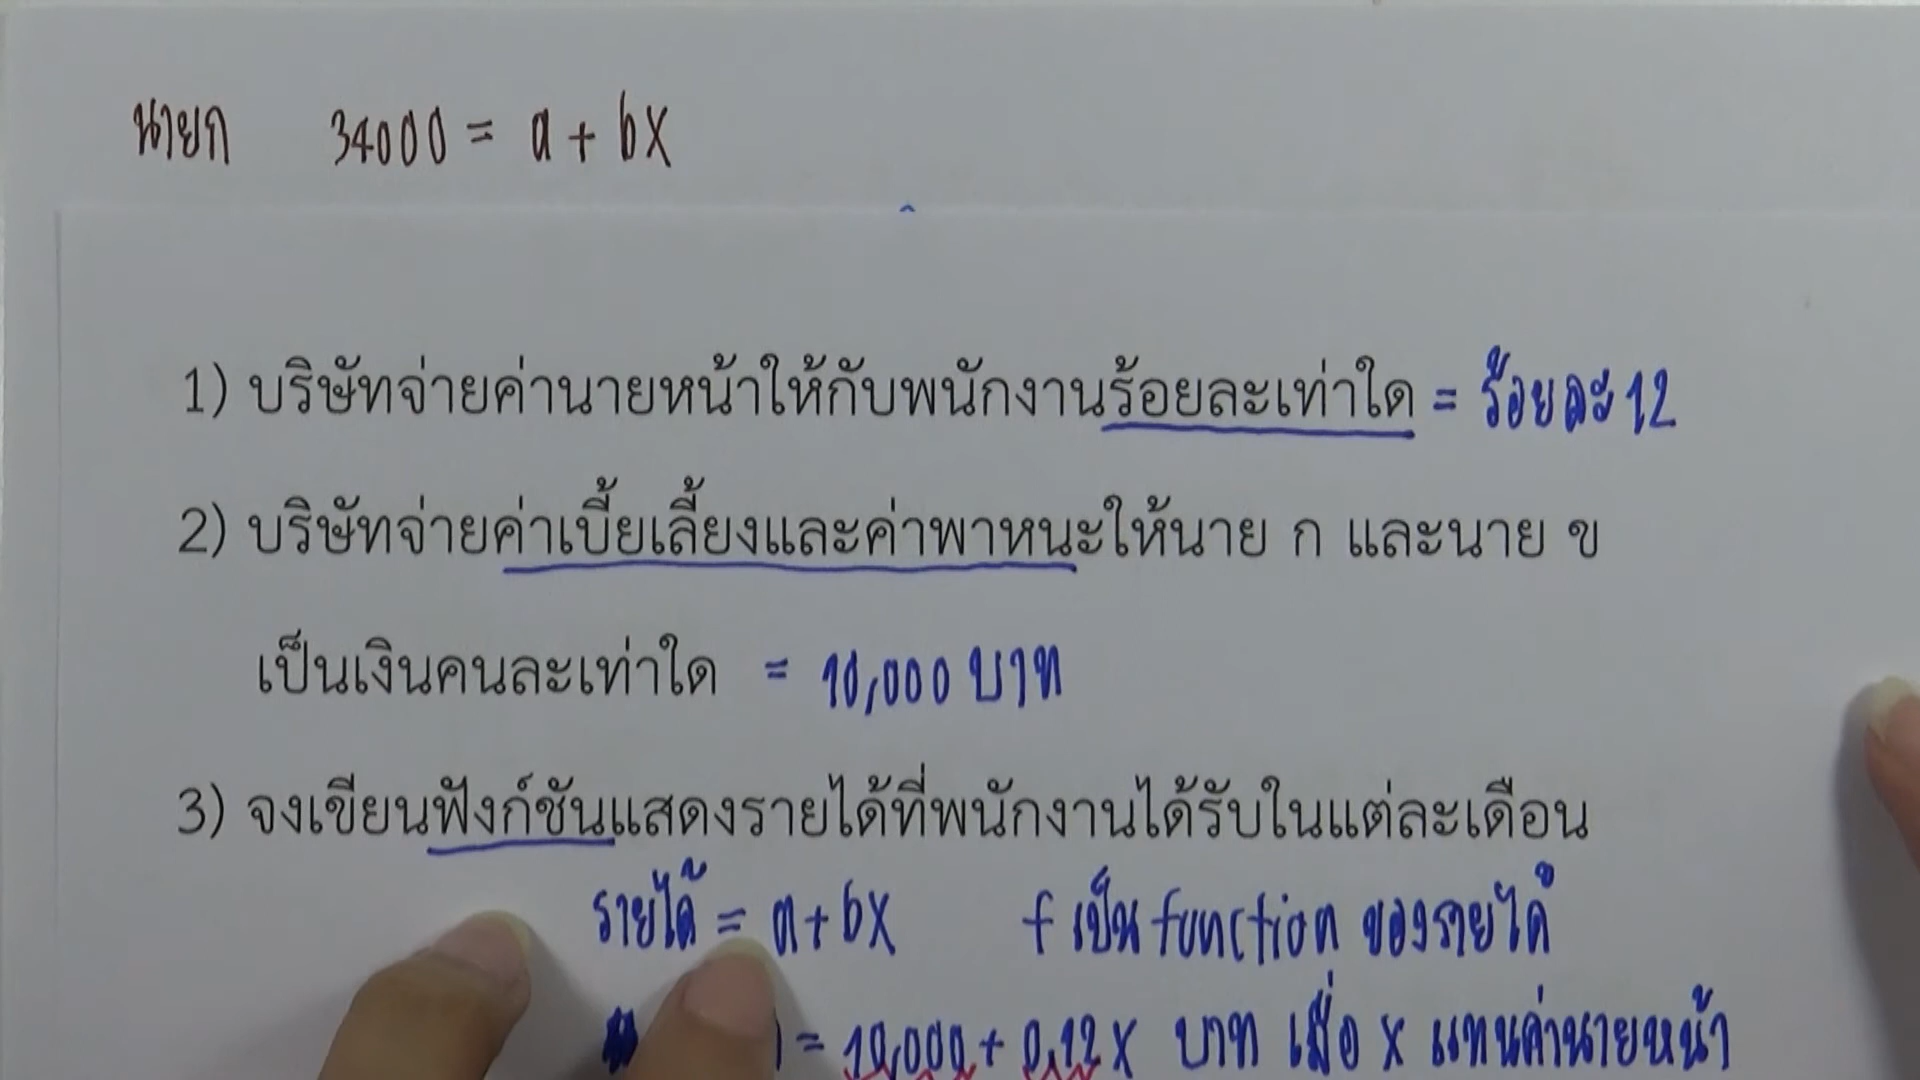 นายก 34000 = a + bx
1) บริษัทจ่ายค่านายหน้าให้กับพนักงานร้อยละเท่าใด = ร้อยละ 12
2) บริษัทจ่ายค่าเบี้ยเลี้ยงและค่าพาหนะให้นาย ก และนาย ข
เป็นเงินคนละเท่าใด = 10,000 บาท
3) จงเขียนฟังก์ชันแสดงรายได้ที่พนักงานได้รับในแต่ละเดือน
รายได้ = a + bx f เป็น function ของรายได้
= 10,000 + 0.12x บาท เมื่อ x แทนค่านายหน้า